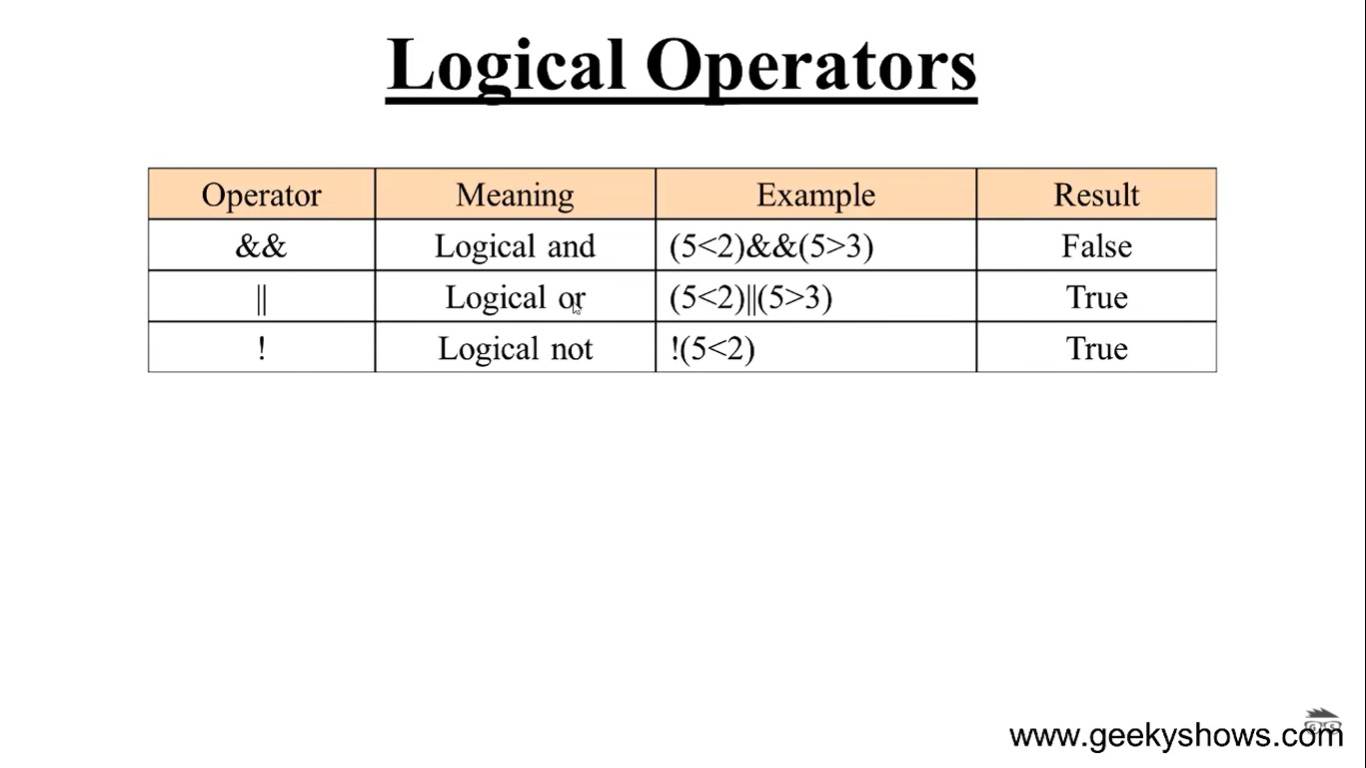 Logical Operators
Operator Meaning Example Result
&& Logical and (5<2)&&(5>3) False
|| Logical or (5<2)||(5>3) True
! Logical not !(5<2) True
www.geekyshows.com